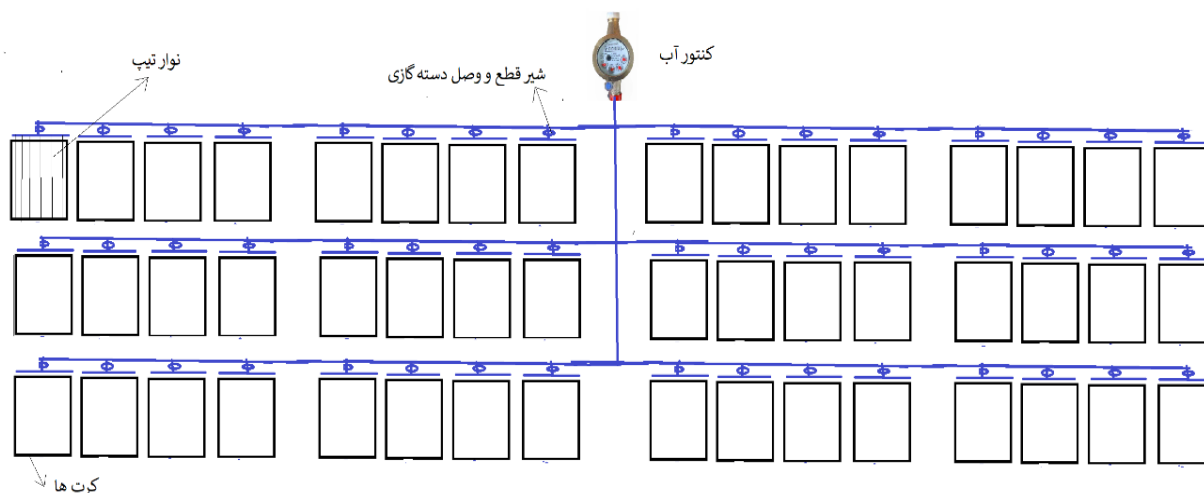 کنتور آب
نوار تیپ
شیر قطع و وصل دسته گازی
کرت ها